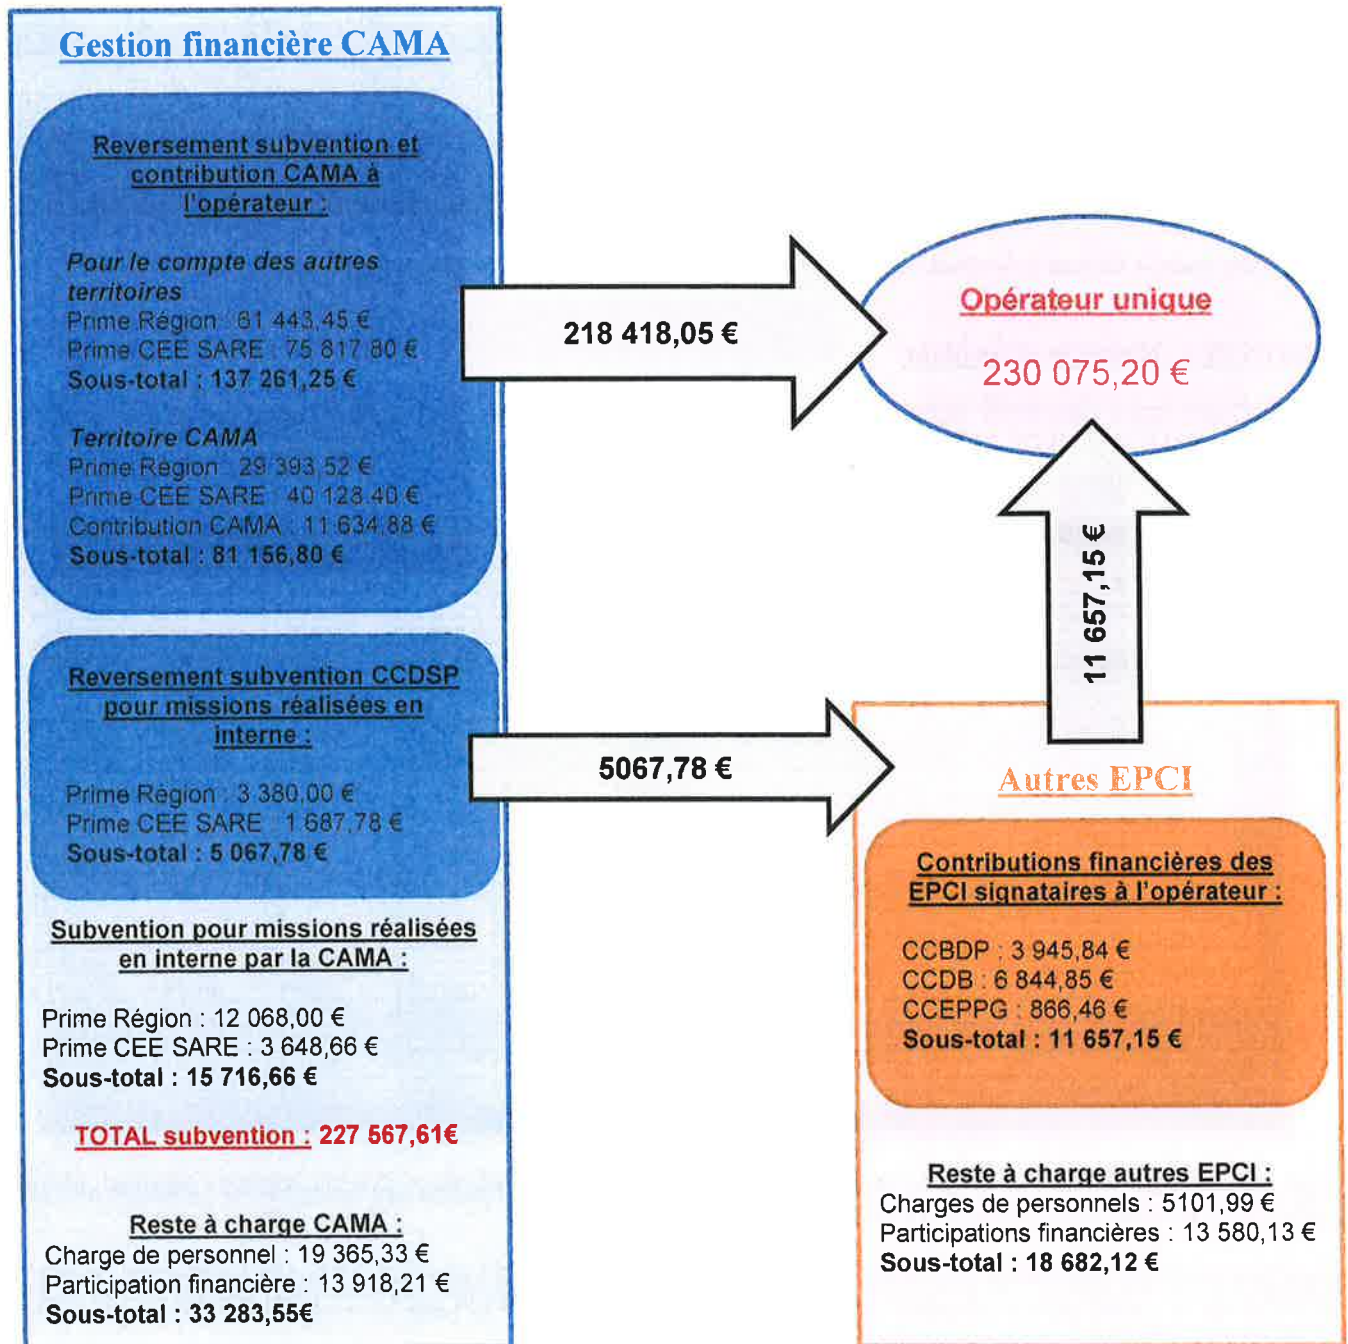 Gestion financière CAMA
Reversement subvention et
contribution CAMA à
l'opérateur :
Pour le compte des autres
territoires
Prime Région : 61 443,45 €
Prime CEE SARE : 75 817,80 €
Sous-total : 137 261,25 €
Territoire CAMA
Prime Région : 29 393,52 €
Prime CEE SARE : 40 128,40 €
Contribution CAMA : 11 634,88 €
Sous-total : 81 156,80 €
218 418,05 €
Opérateur unique
230 075,20 €
11 657,15 €
Reversement subvention CCDSP
pour missions réalisées en
interne :
Prime Région : 3 380,00 €
Prime CEE SARE : 1 687,78 €
Sous-total : 5 067,78 €
5067,78 €
Subvention pour missions réalisées
en interne par la CAMA :
Prime Région : 12 068,00 €
Prime CEE SARE : 3 648,66 €
Sous-total : 15 716,66 €
TOTAL subvention : 227 567,61€
Reste à charge CAMA :
Charge de personnel : 19 365,33 €
Participation financière : 13 918,21 €
Sous-total : 33 283,55€
Autres EPCI
Contributions financières des
EPCI signataires à l'opérateur :
CCBDP : 3 945,84 €
CCDB : 6 844,85 €
CCEPPG : 866,46 €
Sous-total : 11 657,15 €
Reste à charge autres EPCI :
Charges de personnels : 5101,99 €
Participations financières : 13 580,13 €
Sous-total : 18 682,12 €